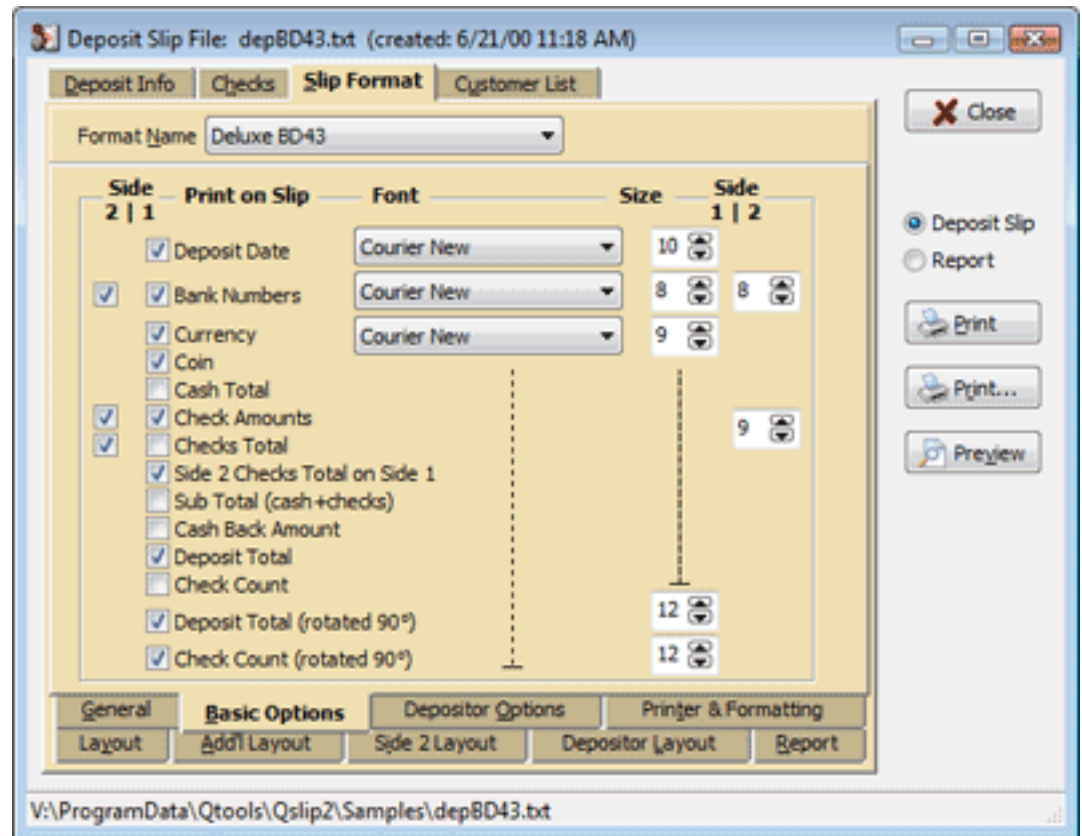 Deposit Slip File: depBD43.txt (created: 6/21/00 11:18 AM)
Deposit Info Checks Slip Format Customer List
Close
Format Name Deluxe BD43
Side Print on Slip Font Size Side
2 | 1 1 | 2
Deposit Slip
Report
Deposit Date Courier New 10
Bank Numbers Courier New 8 8
Print
Currency Courier New 9
Coin
Cash Total
Print...
Check Amounts
9
Checks Total
Preview
Side 2 Checks Total on Side 1
Sub Total (cash+checks)
Cash Back Amount
Deposit Total
Check Count
Deposit Total (rotated 90°) 12
Check Count (rotated 90°) 12
General Basic Options Depositor Options Printer & Formatting
Layout Add'l Layout Side 2 Layout Depositor Layout Report
V:\ProgramData\Qtools\Qslip2\Samples\depBD43.txt